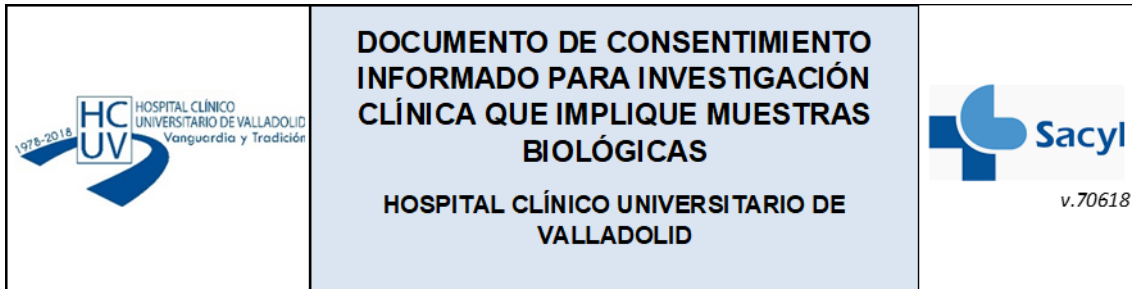 1978-2018
HC
UV
HOSPITAL CLÍNICO
UNIVERSITARIO DE VALLADOLID
Vanguardia y Tradición
DOCUMENTO DE CONSENTIMIENTO
INFORMADO PARA INVESTIGACIÓN
CLÍNICA QUE IMPLIQUE MUESTRAS
BIOLÓGICAS
HOSPITAL CLÍNICO UNIVERSITARIO DE
VALLADOLID
Sacyl
v.70618